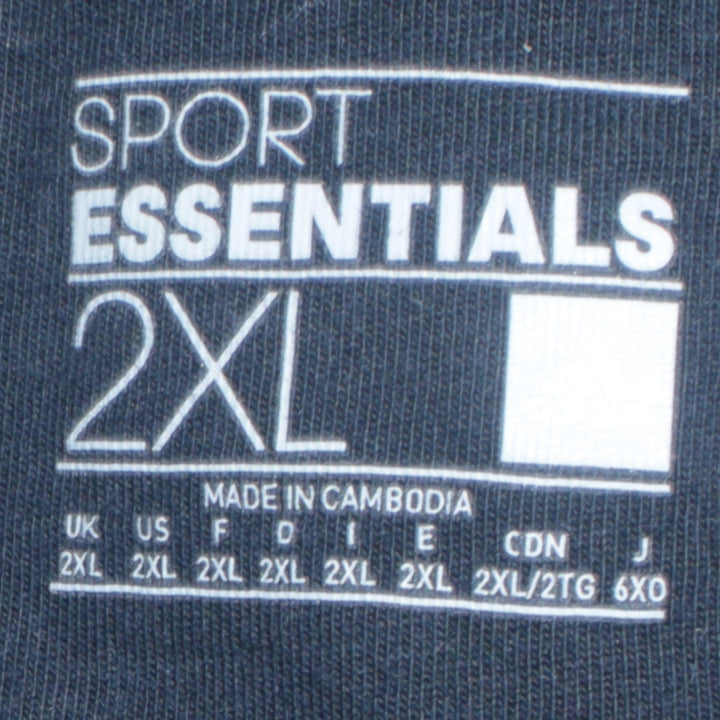 SPORT
ESSENTIALS
2XL
MADE IN CAMBODIA
UK US F D I E CDN J
2XL 2XL 2XL 2XL 2XL 2XL 2XL/2TG 6XO